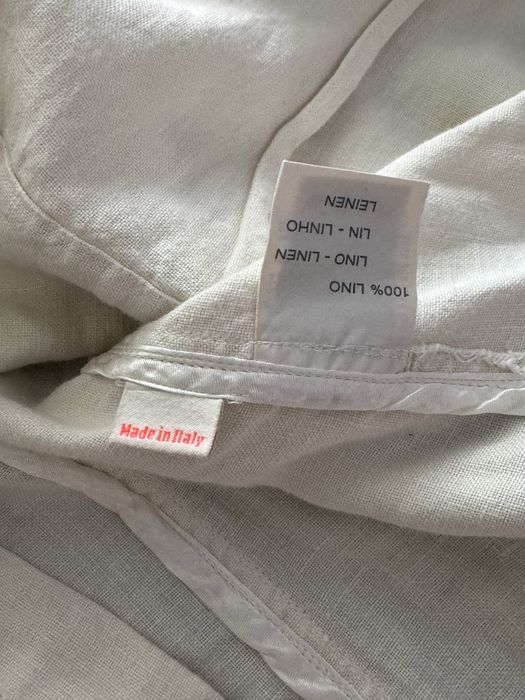 100% LINO
LINO - LINEN
LIN - LINHO
LEINEN
Made in Italy